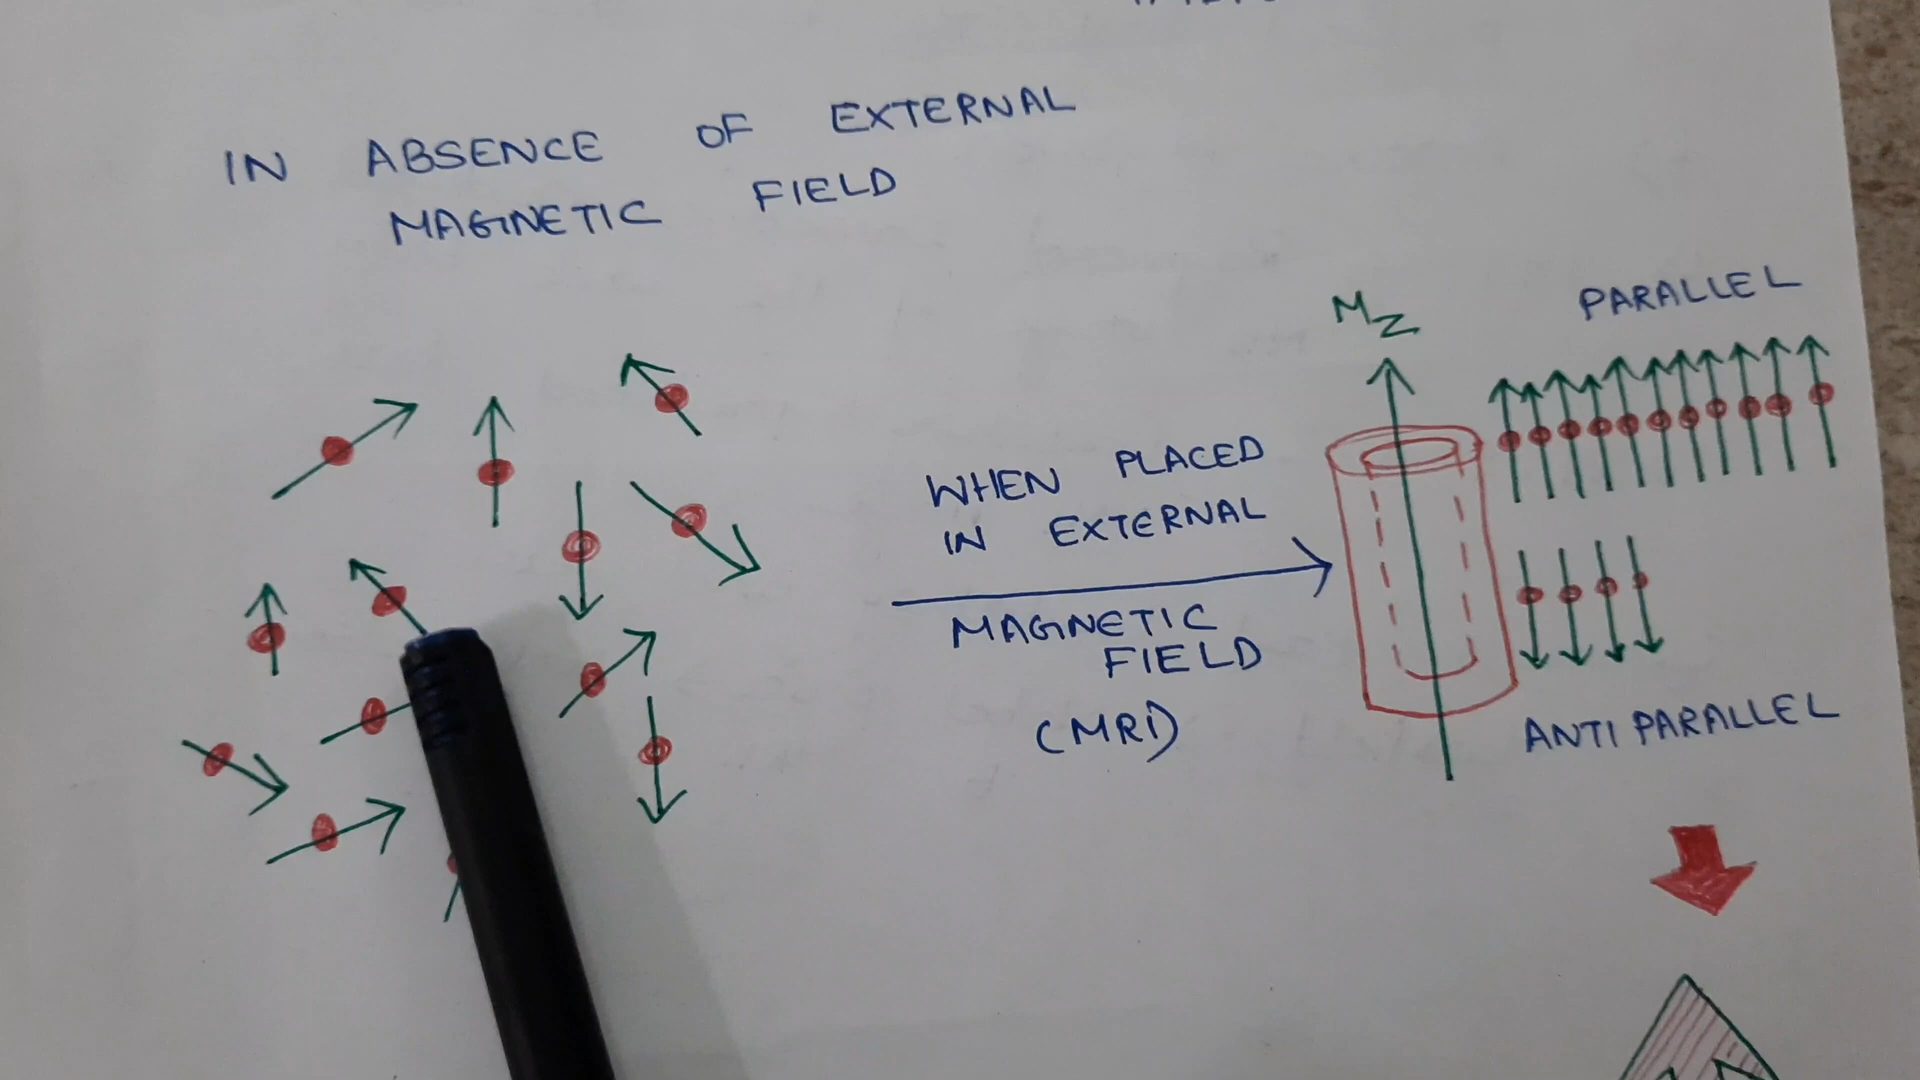 IN ABSENCE OF EXTERNAL
MAGNETIC FIELD
WHEN PLACED
IN EXTERNAL
MAGNETIC
FIELD
(MRI)
MZ
PARALLEL
ANTI PARALLEL